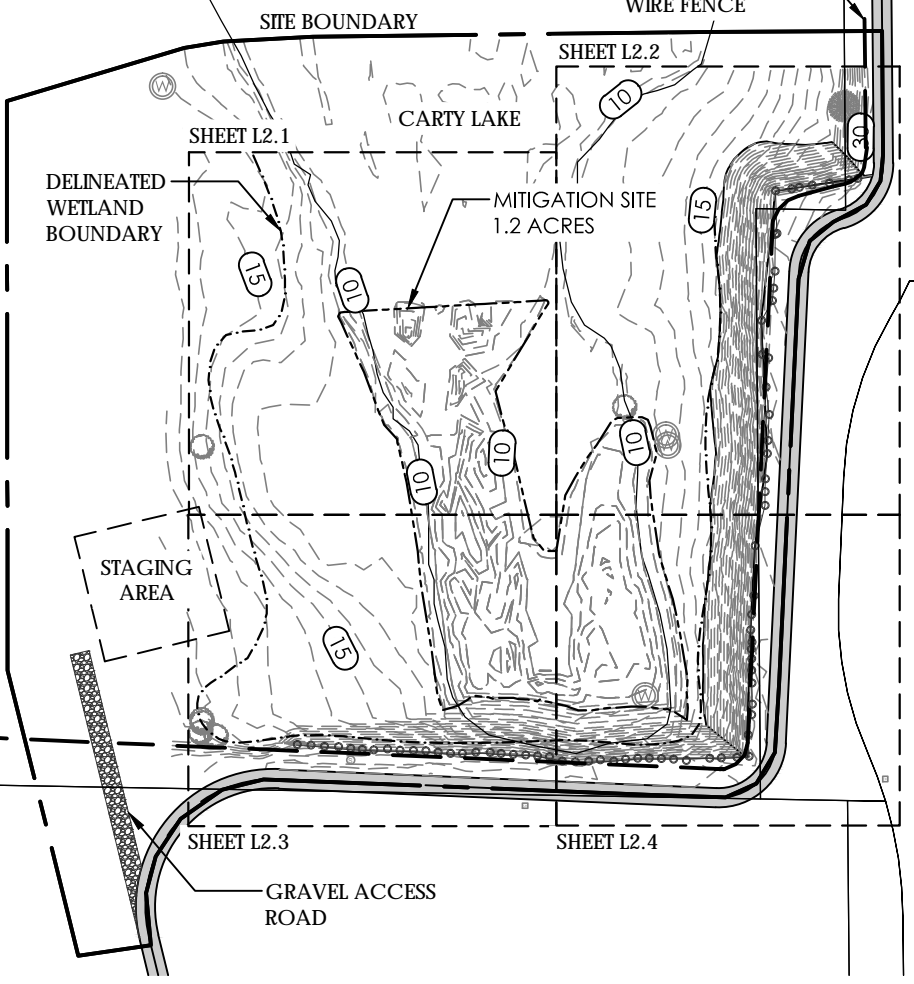 WIRE FENCE
SITE BOUNDARY
SHEET L2.2
W
10
CARTY LAKE
SHEET L2.1
30
DELINEATED
WETLAND
BOUNDARY
MITIGATION SITE
1.2 ACRES
15
15
10
10
10
10
W
STAGING
AREA
15
W
SHEET L2.3
SHEET L2.4
GRAVEL ACCESS
ROAD